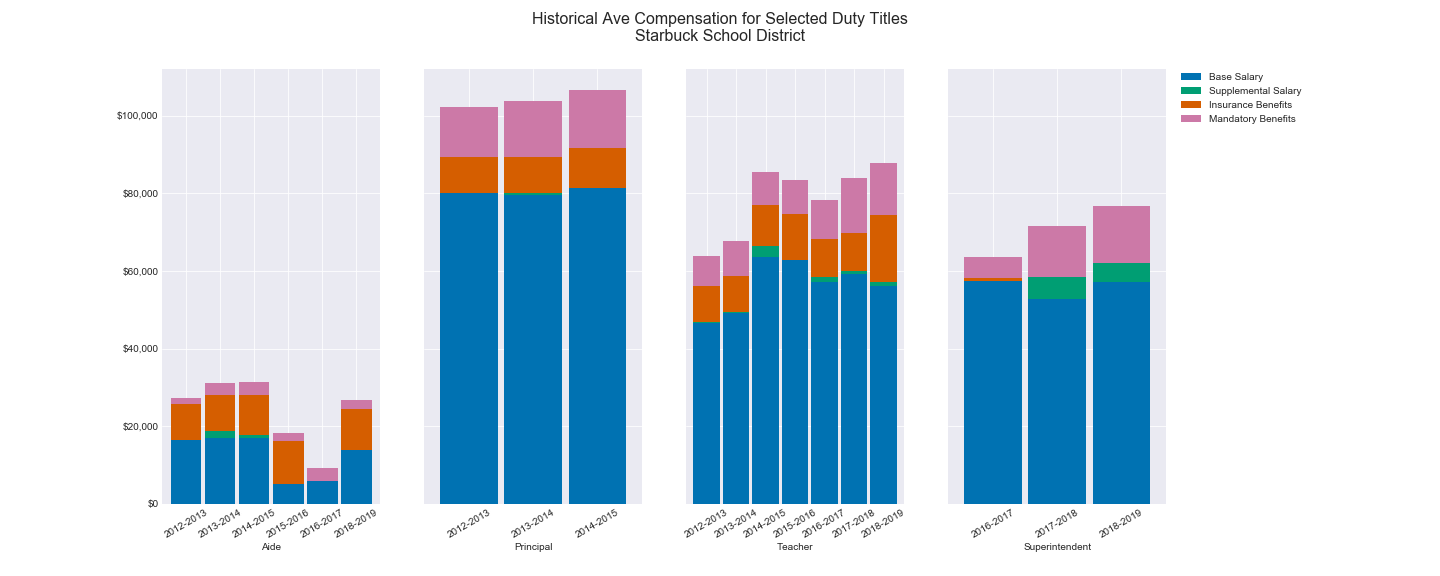 Historical Ave Compensation for Selected Duty Titles
Starbuck School District
$100,000
$80,000
$60,000
$40,000
$20,000
$0
2012-2013
2013-2014
2014-2015
2015-2016
2016-2017
2018-2019
Aide
2012-2013
2013-2014
2014-2015
Principal
2012-2013
2013-2014
2014-2015
2015-2016
2016-2017
2017-2018
2018-2019
Teacher
2016-2017
2017-2018
2018-2019
Superintendent
Base Salary
Supplemental Salary
Insurance Benefits
Mandatory Benefits